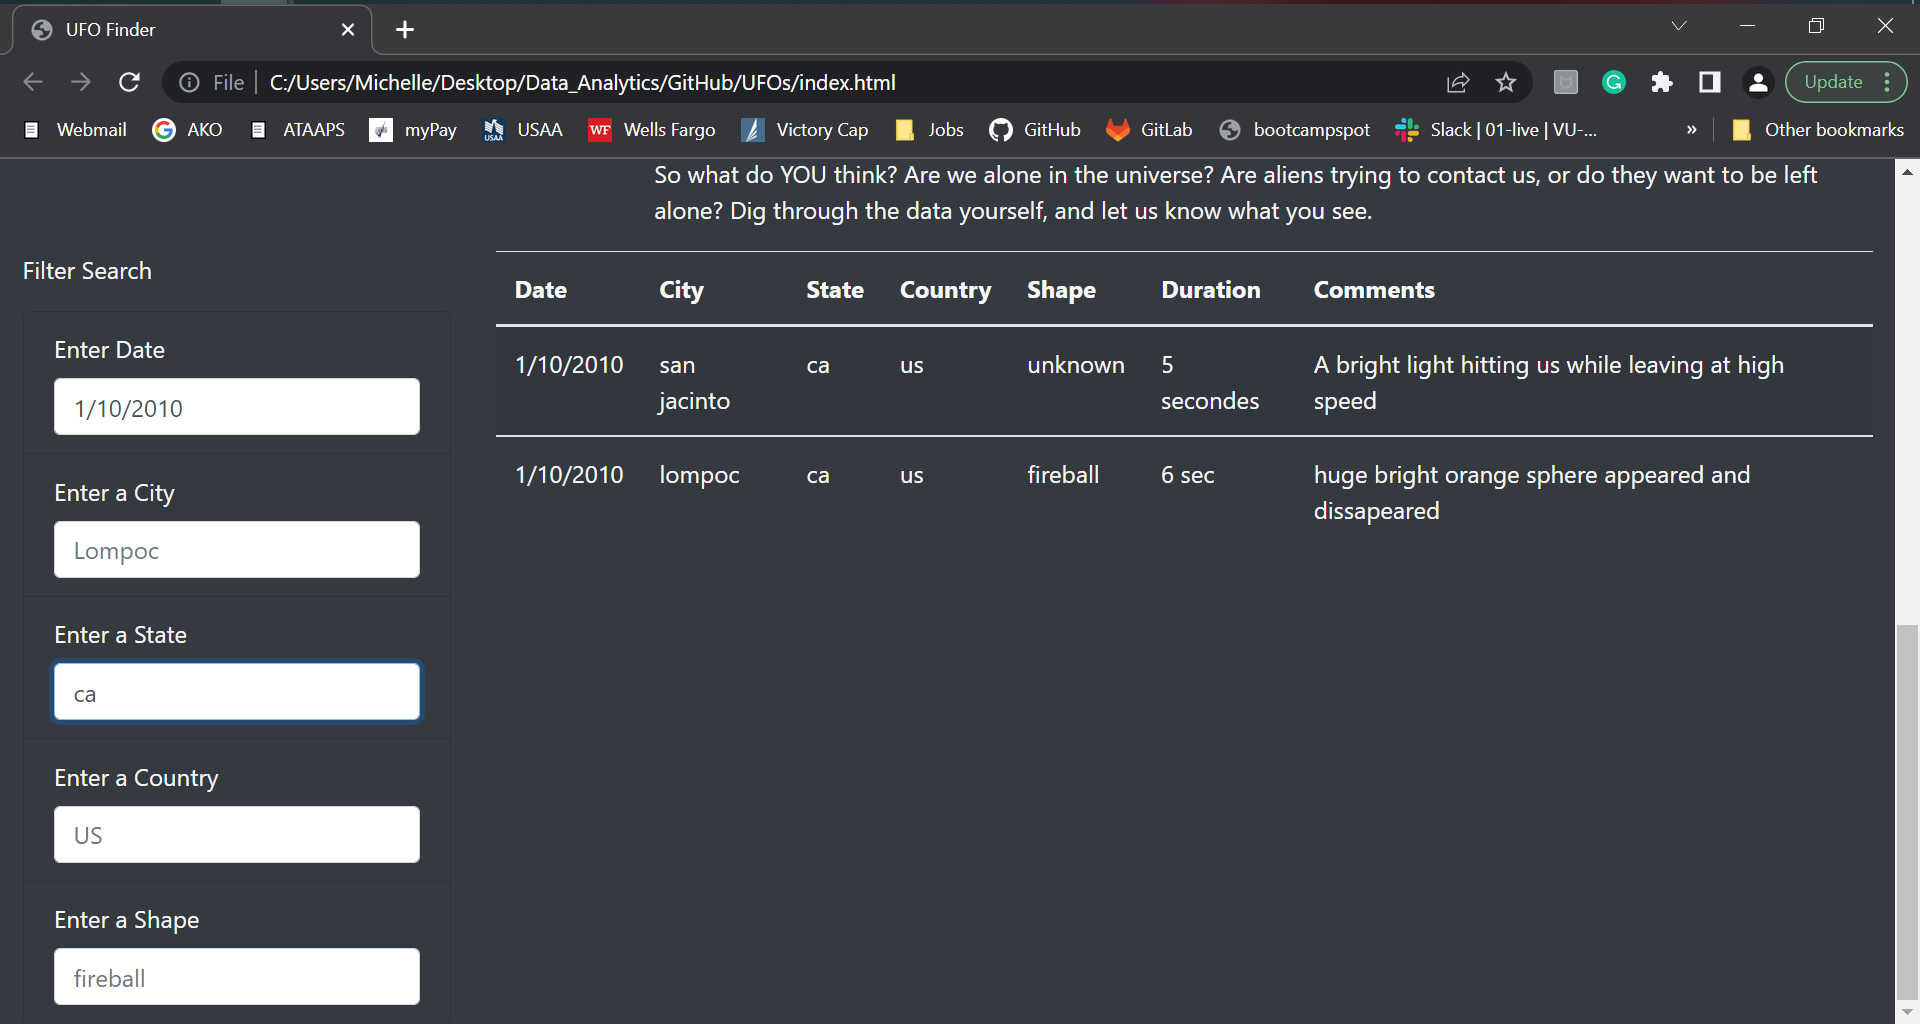 UFO Finder
File C:/Users/Michelle/Desktop/Data_Analytics/GitHub/UFOs/index.html Update
Webmail AKO ATAAPS myPay USAA WF Wells Fargo Victory Cap Jobs GitHub GitLab bootcampspot Slack | 01-live | VU-... » Other bookmarks
So what do YOU think? Are we alone in the universe? Are aliens trying to contact us, or do they want to be left
alone? Dig through the data yourself, and let us know what you see.
Filter Search
Enter Date
1/10/2010
Enter a City
Lompoc
Enter a State
ca
Enter a Country
US
Enter a Shape
fireball
Date City State Country Shape Duration Comments
1/10/2010 san ca us unknown 5 A bright light hitting us while leaving at high
jacinto secondes speed
1/10/2010 lompoc ca us fireball 6 sec huge bright orange sphere appeared and
dissapeared